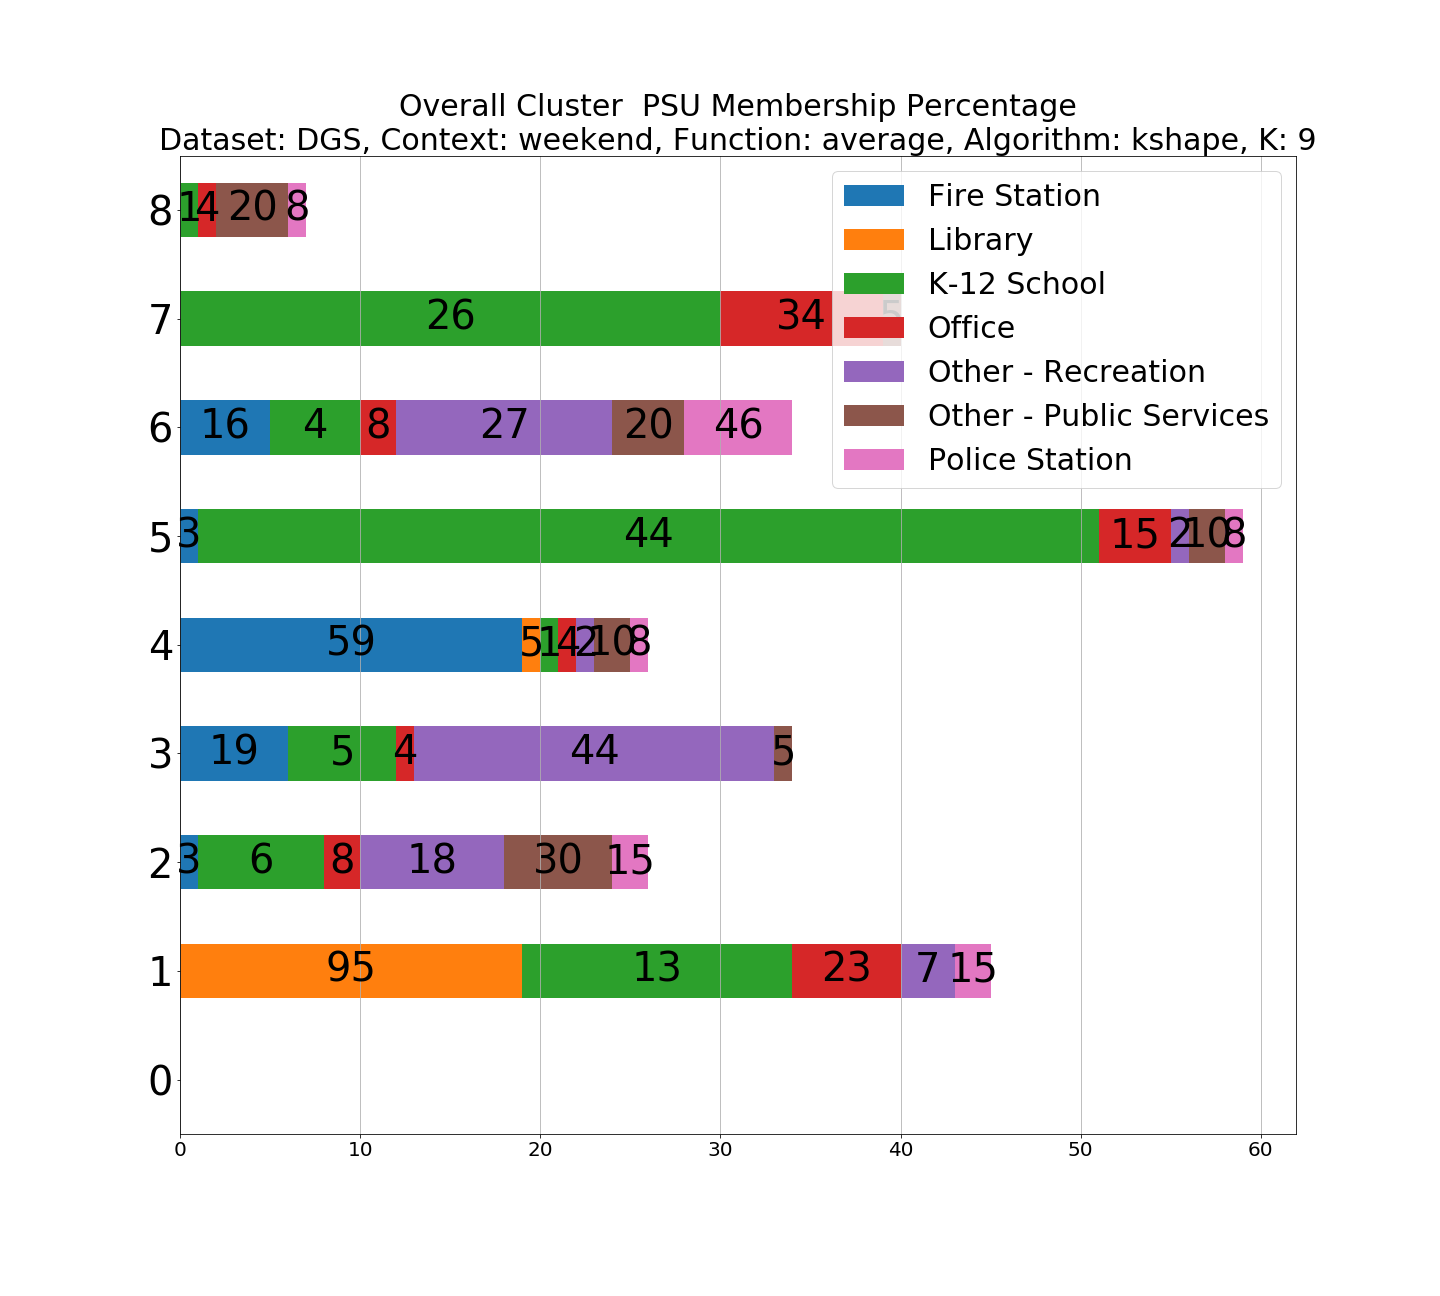 Overall Cluster  PSU Membership Percentage
Dataset: DGS, Context: weekend, Function: average, Algorithm: kshape, K: 9
8 1 4 20 8
Fire Station
Library
K-12 School
7 26 34 5
Office
Other - Recreation
6 16 4 8 27 20 46
Other - Public Services
Police Station
5 3 44 15 2 10 8
4 59 5 1 4 2 10 8
3 19 5 4 44 5
2 3 6 8 18 30 15
1 95 13 23 7 15
0
0 10 20 30 40 50 60